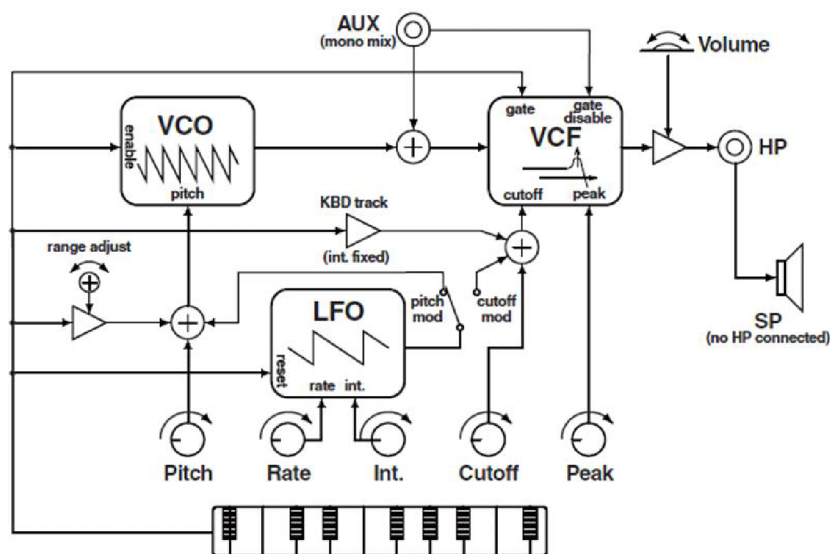 AUX
(mono mix)
Volume
VCO
enable
pitch
gate
gate
disable
VCF
cutoff
peak
HP
KBD track
(int. fixed)
range adjust
LFO
reset
rate
int.
pitch
mod
cutoff
mod
SP
(no HP connected)
Pitch
Rate
Int.
Cutoff
Peak